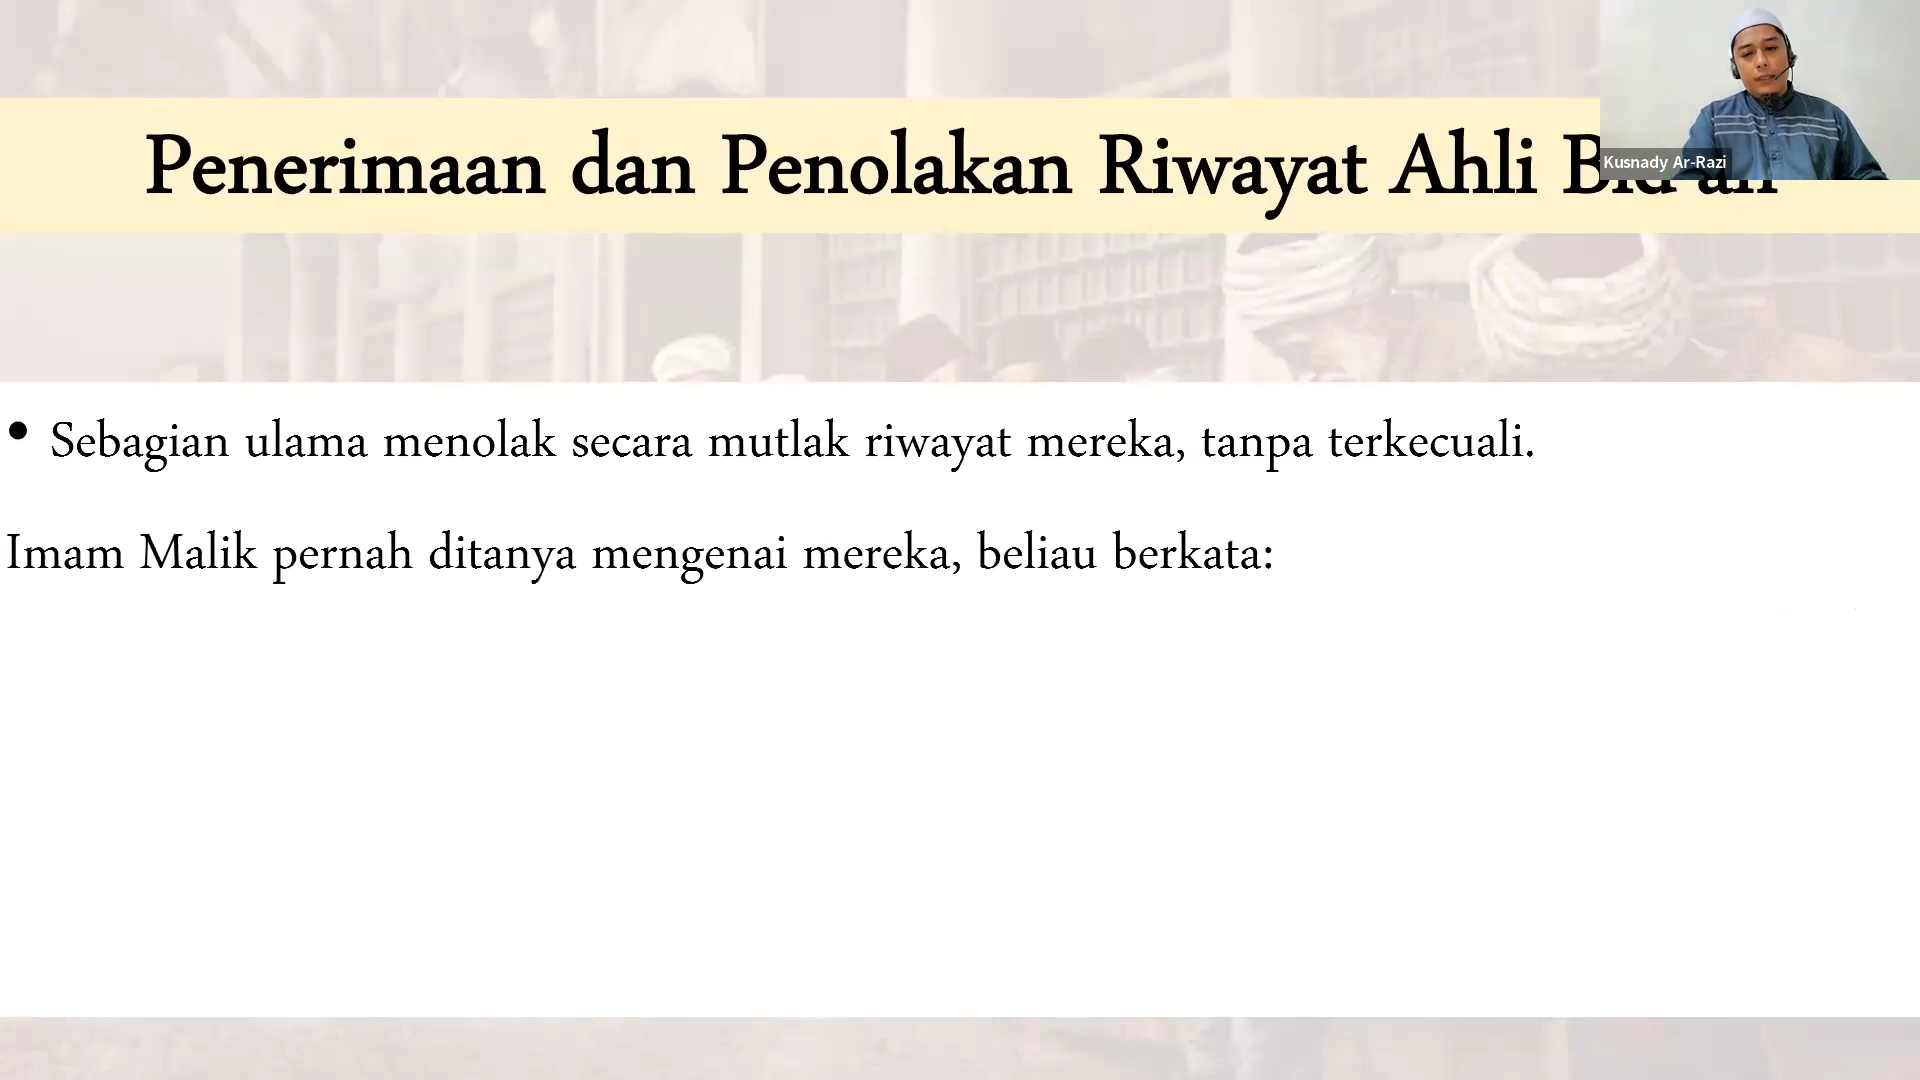 Penerimaan dan Penolakan Riwayat Ahli
Kusnady Ar-Razi
• Sebagian ulama menolak secara mutlak riwayat mereka, tanpa terkecuali.
Imam Malik pernah ditanya mengenai mereka, beliau berkata: